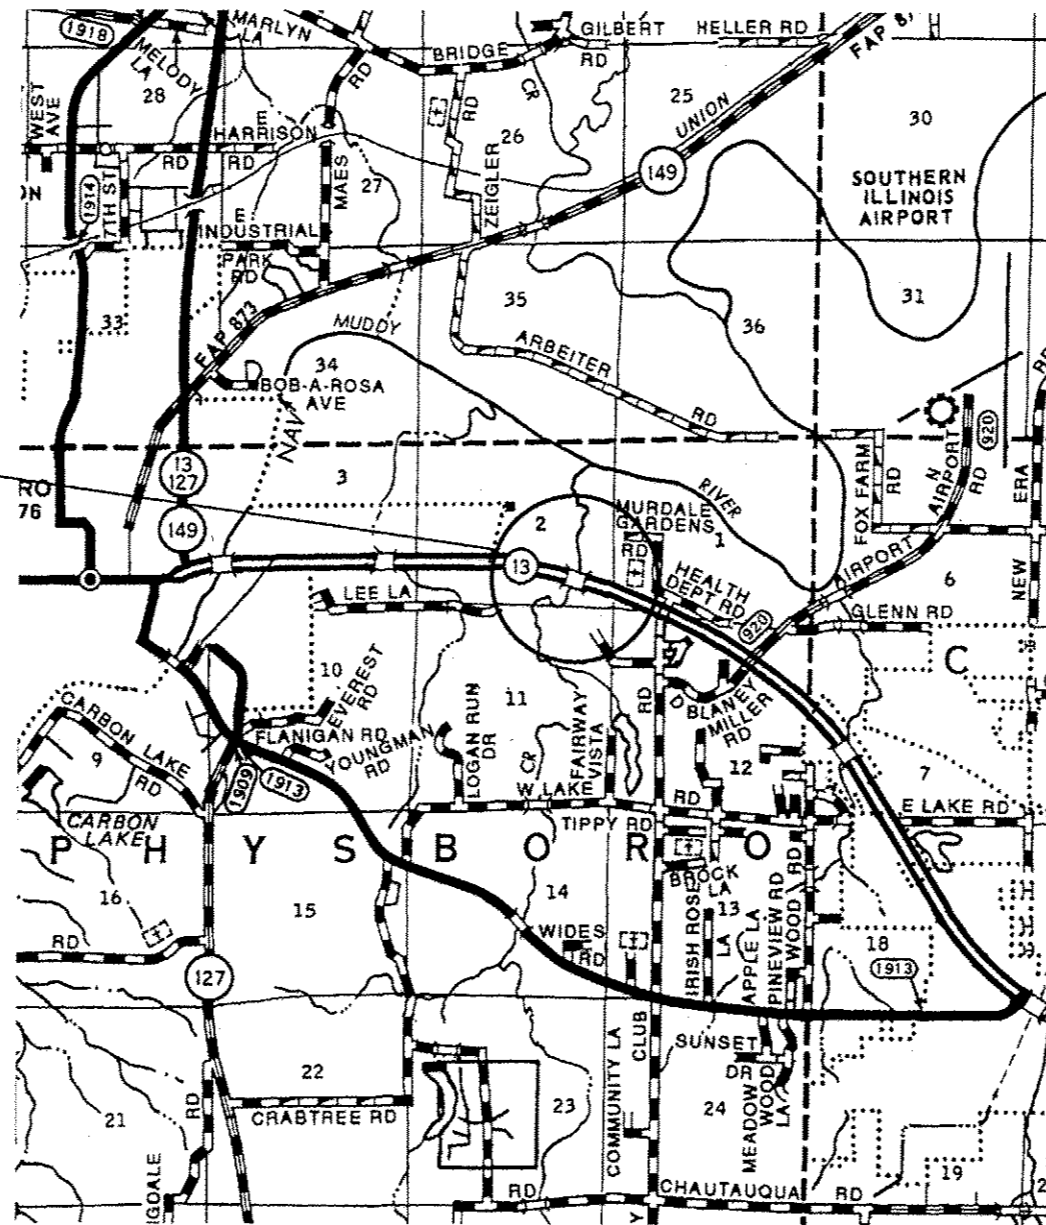 1918
MARLYN
LA
MELODY
LA
28
WEST
AVE
E
HARRISON
RD
RD
RD
BRIDGE
GILBERT
RD
HELLER RD
FAP
CR
25
UNION
30
26
RD
ZEIGLER
149
27
MAES
SOUTHERN
ILLINOIS
AIRPORT
ON
1914
7TH ST
E
INDUSTRIAL
PARK
RD
33
35
36
31
FAP 873
MUDDY
34
BOB-A-ROSA
AVE
ARBEITER
RD
NAV
920
N
AIRPORT
RD
RO
76
13
127
149
3
2
MURDALE
GARDENS
RD
1
RIVER
FOX FARM
RD
NEW
ERA
13
HEALTH
DEPT RD
AIRPORT
6
920
GLENN RD
LEE LA
C
10
EVEREST
RD
11
LOGAN RUN
DR
FAIRWAY
VISTA
RD
BLANEY
MILLER
RD
D
CARBON LAKE
RD
9
FLANIGAN RD
YOUNGMAN
RD
CR
12
7
1909
1913
W LAKE
RD
E LAKE RD
CARBON
LAKE
TIPPY RD
P H Y S B O R O
BROCK
LA
16
15
14
13
WIDES
RD
IRISH ROSE
LA
APPLE LA
PINEVIEW RD
WOOD
RD
18
1913
RD
127
CLUB
COMMUNITY LA
SUNSET
DR
MEADOW
WOOD
LA
21
RD
22
CRABTREE RD
23
24
19
IGDALE
RD
Y
CHAUTAUQUA
RD
2